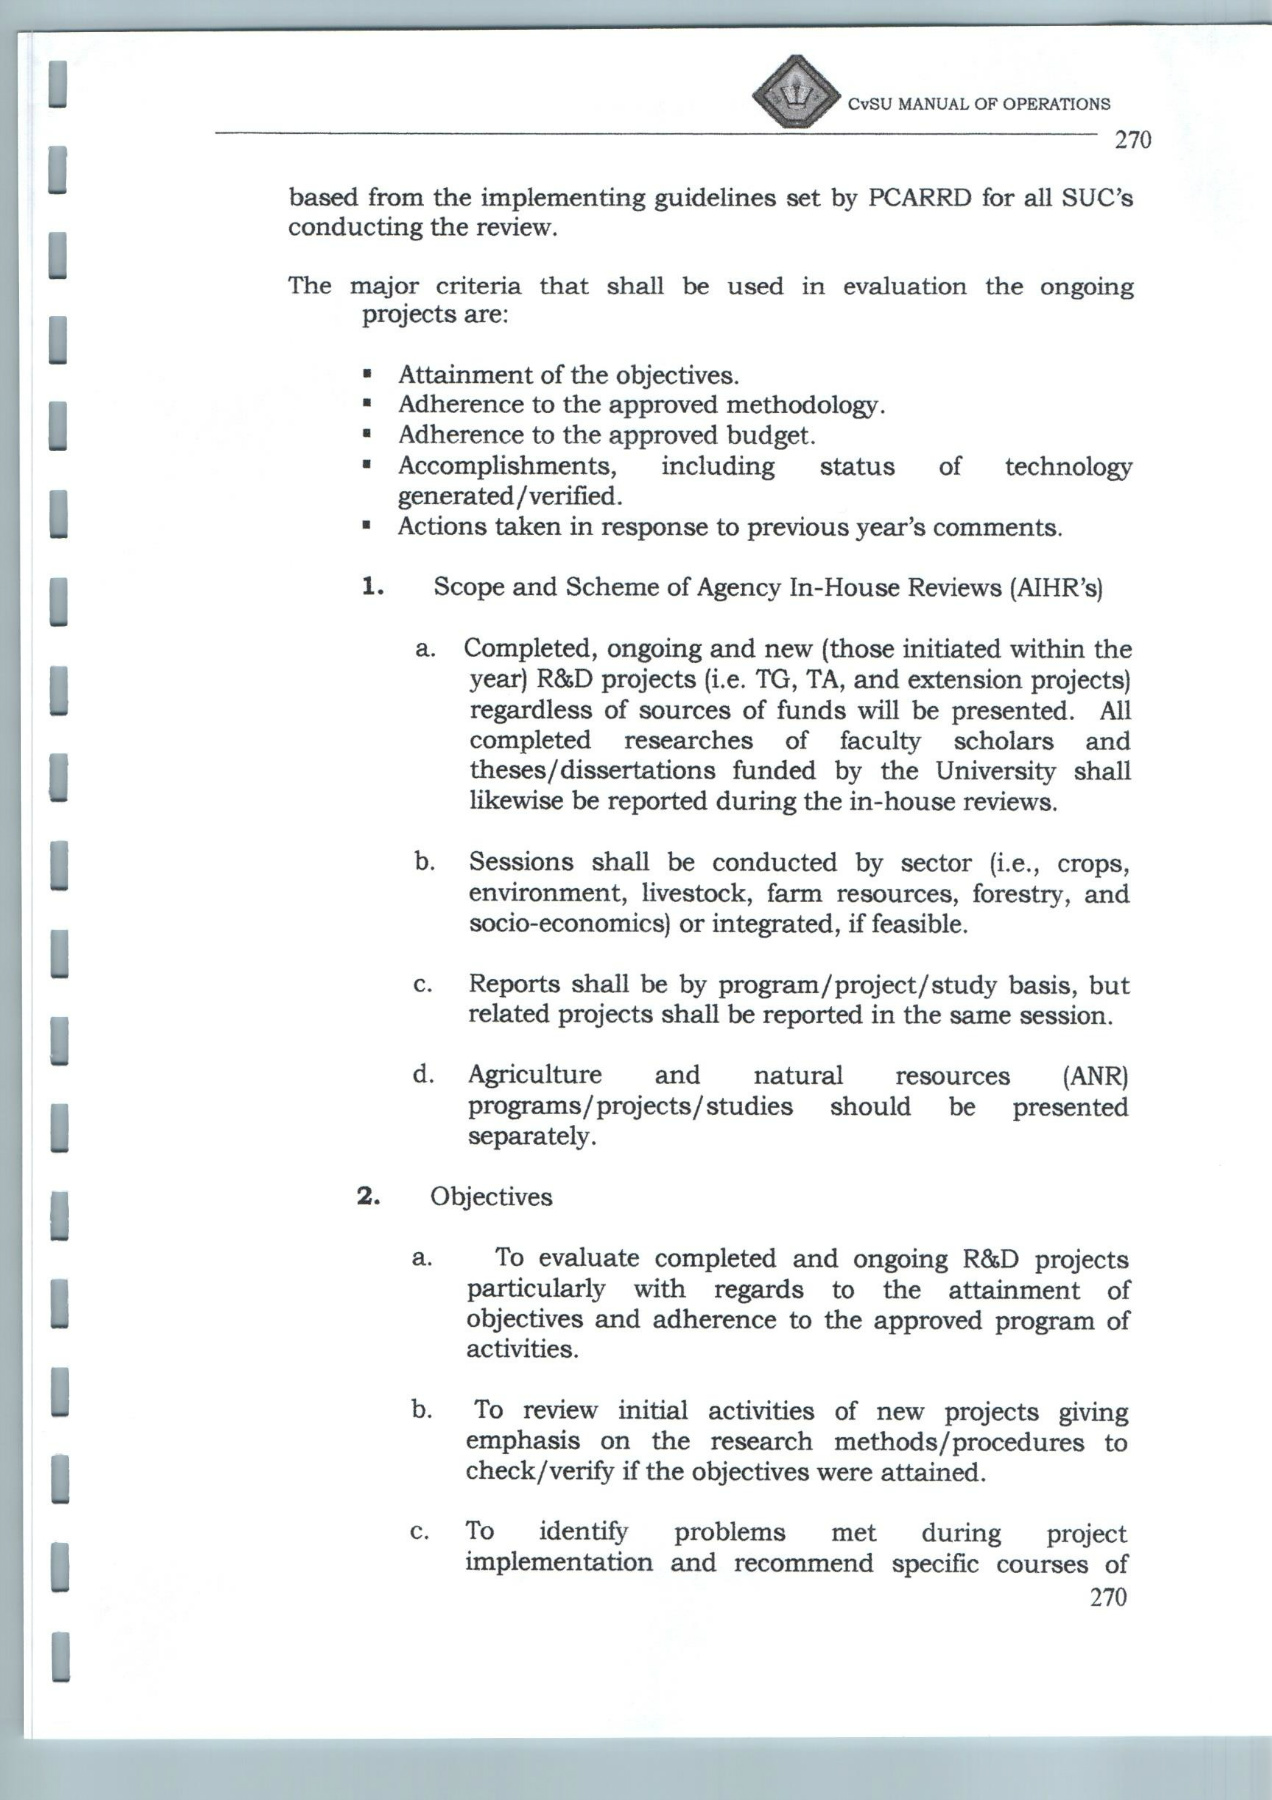 CvSU MANUAL OF OPERATIONS
270
based from the implementing guidelines set by PCARRD for all SUC's
conducting the review.
The major criteria that shall be used in evaluation the ongoing
projects are:
▪ Attainment of the objectives.
▪ Adherence to the approved methodology.
▪ Adherence to the approved budget.
▪ Accomplishments, including status of technology
generated/verified.
▪ Actions taken in response to previous year's comments.
1. Scope and Scheme of Agency In-House Reviews (AIHR's)
a. Completed, ongoing and new (those initiated within the
year) R&D projects (i.e. TG, TA, and extension projects)
regardless of sources of funds will be presented. All
completed researches of faculty scholars and
theses/dissertations funded by the University shall
likewise be reported during the in-house reviews.
b. Sessions shall be conducted by sector (i.e., crops,
environment, livestock, farm resources, forestry, and
socio-economics) or integrated, if feasible.
c. Reports shall be by program/project/study basis, but
related projects shall be reported in the same session.
d. Agriculture and natural resources (ANR)
programs/projects/studies should be presented
separately.
2. Objectives
a. To evaluate completed and ongoing R&D projects
particularly with regards to the attainment of
objectives and adherence to the approved program of
activities.
b. To review initial activities of new projects giving
emphasis on the research methods/procedures to
check/verify if the objectives were attained.
c. To identify problems met during project
implementation and recommend specific courses of
270